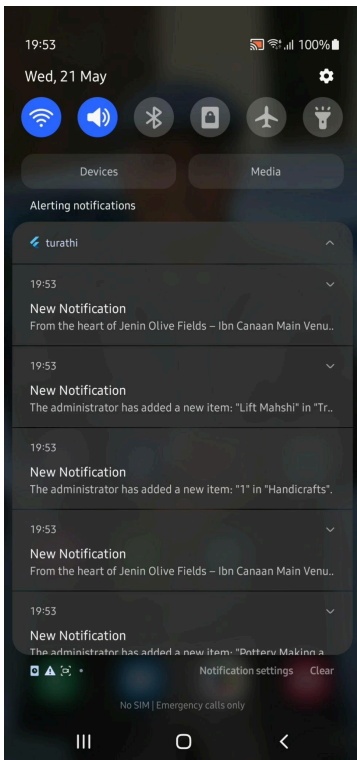 19:53
100%
Wed, 21 May
Devices
Media
Alerting notifications
turathi
19:53
New Notification
From the heart of Jenin Olive Fields – Ibn Canaan Main Venu..
19:53
New Notification
The administrator has added a new item: "Lift Mahshi" in "Tr..
19:53
New Notification
The administrator has added a new item: "1" in "Handicrafts".
19:53
New Notification
From the heart of Jenin Olive Fields – Ibn Canaan Main Venu..
19:53
New Notification
The administrator has added a new item: "Pottery Making a
Notification settings
Clear
No SIM | Emergency calls only